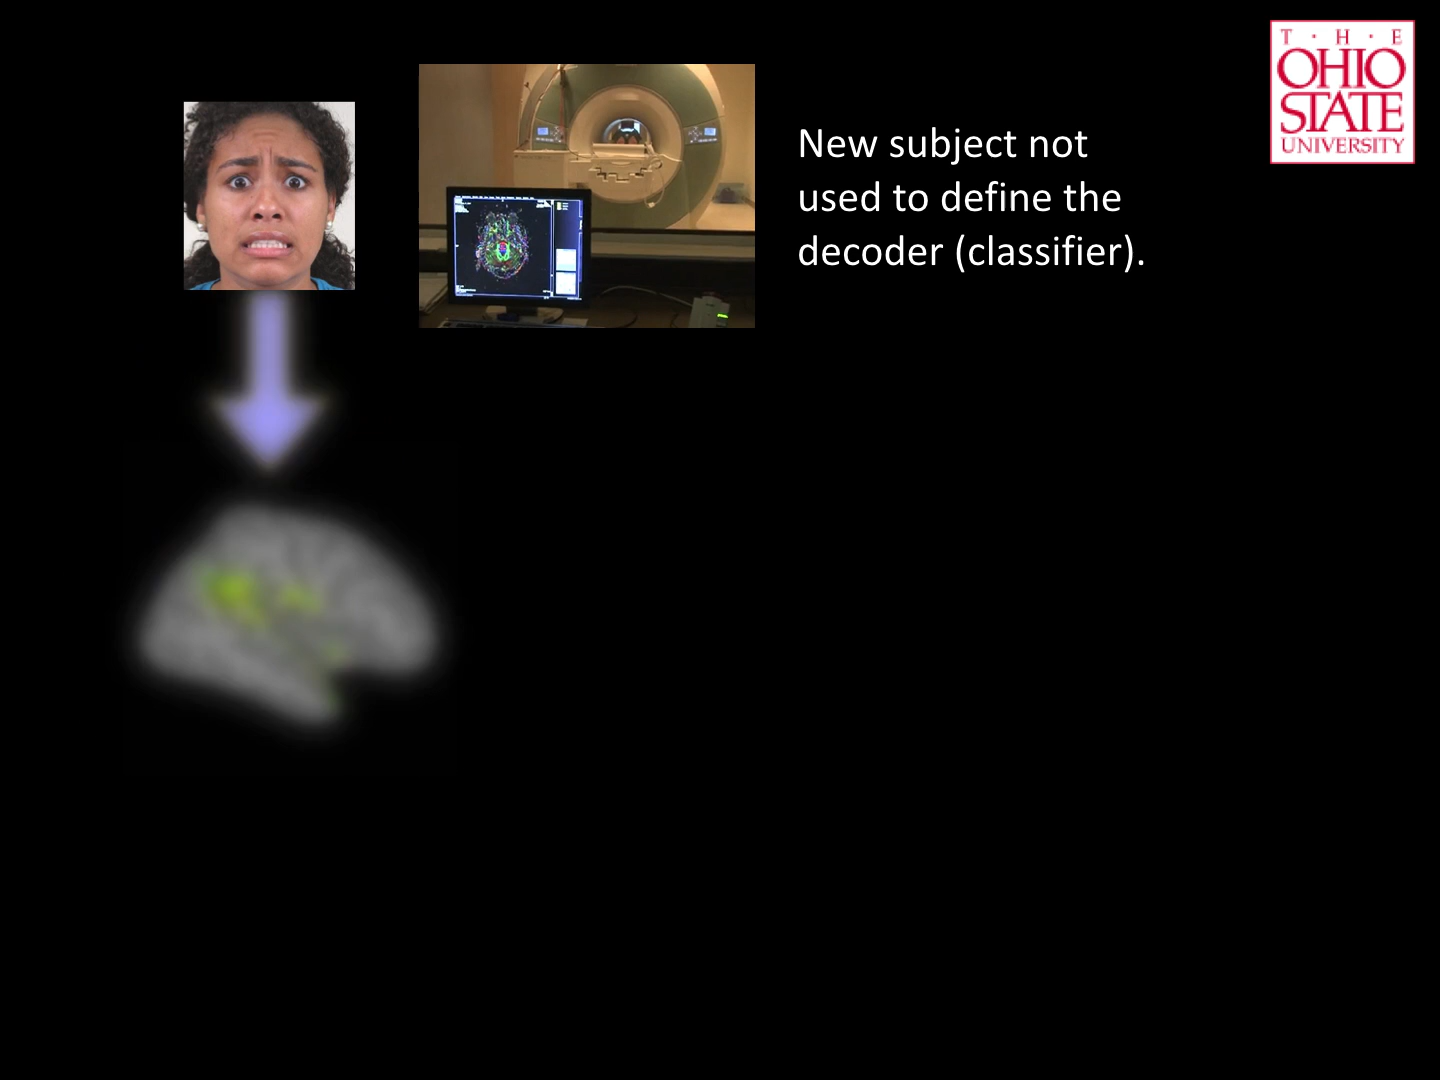 T · H · E
OHIO
STATE
UNIVERSITY
New subject not
used to define the
decoder (classifier).